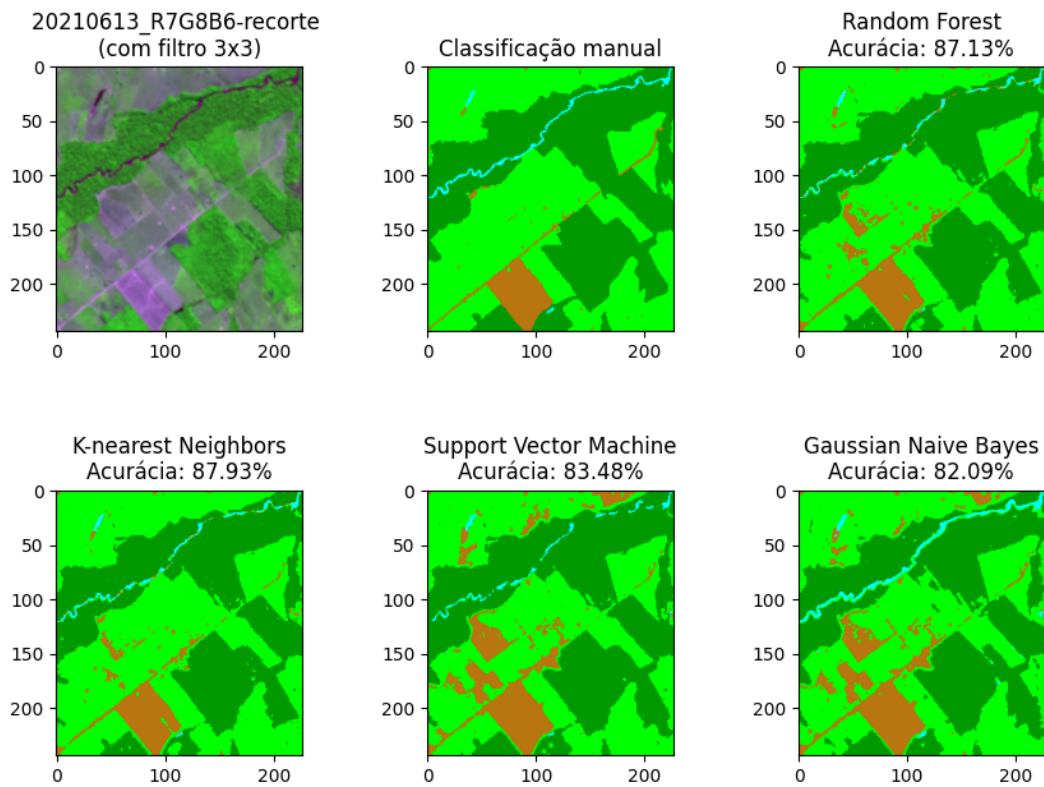 20210613_R7G8B6-recorte
(com filtro 3x3)
0
50
100
150
200
0 100 200
Classificação manual
0
50
100
150
200
0 100 200
Random Forest
Acurácia: 87.13%
0
50
100
150
200
0 100 200
K-nearest Neighbors
Acurácia: 87.93%
0
50
100
150
200
0 100 200
Support Vector Machine
Acurácia: 83.48%
0
50
100
150
200
0 100 200
Gaussian Naive Bayes
Acurácia: 82.09%
0
50
100
150
200
0 100 200